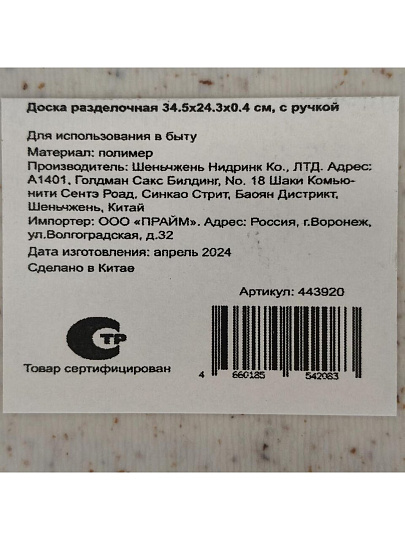 Доска разделочная 34.5х24.3х0.4 см, с ручкой
Для использования в быту
Материал: полимер
Производитель: Шеньчжень Нидринк Ко., ЛТД. Адрес:
А1401, Голдман Сакс Билдинг, No. 18 Шаки Комью-
нити Сентэ Роад, Синкао Стрит, Баоян Дистрикт,
Шеньчжень, Китай
Импортер: ООО «ПРАЙМ». Адрес: Россия, г.Воронеж,
ул.Волгоградская, д.32
Дата изготовления: апрель 2024
Сделано в Китае
Артикул: 443920
ТР
Товар сертифицирован
4 660185 542083